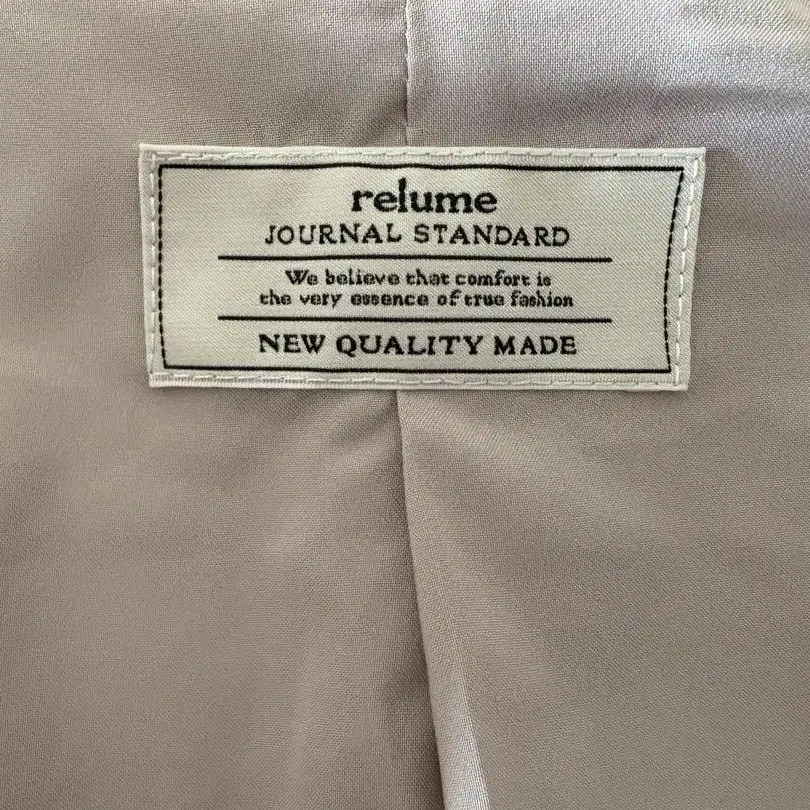 relume
JOURNAL STANDARD
We believe that comfort is
the very essence of true fashion
NEW QUALITY MADE